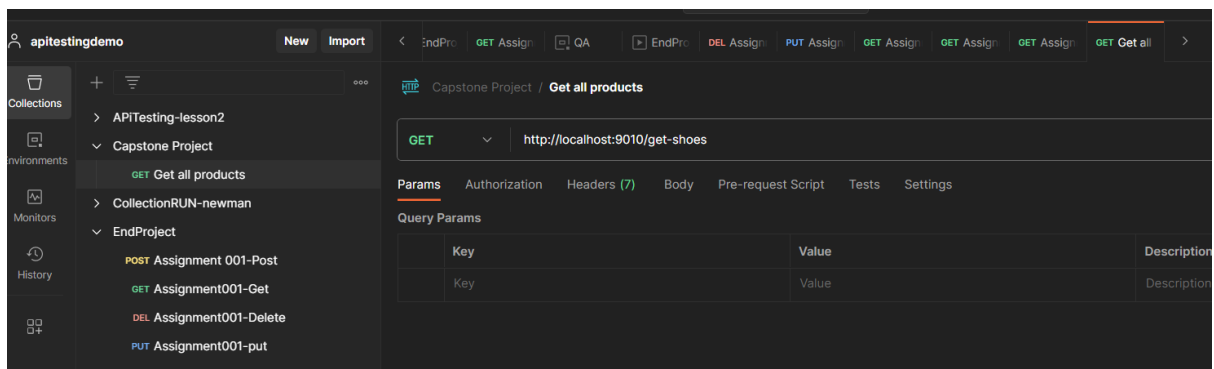 apitestingdemo New Import
EndPro GET Assign QA EndPro DEL Assign PUT Assign GET Assign GET Assign GET Assign GET Get all
HTTP Capstone Project / Get all products
Collections
APiTesting-lesson2
Capstone Project
GET Get all products
CollectionRUN-newman
EndProject
POST Assignment 001-Post
GET Assignment001-Get
DEL Assignment001-Delete
PUT Assignment001-put
nvironments
Monitors
History
GET http://localhost:9010/get-shoes
Params Authorization Headers (7) Body Pre-request Script Tests Settings
Query Params
Key Value Description
Key Value Description